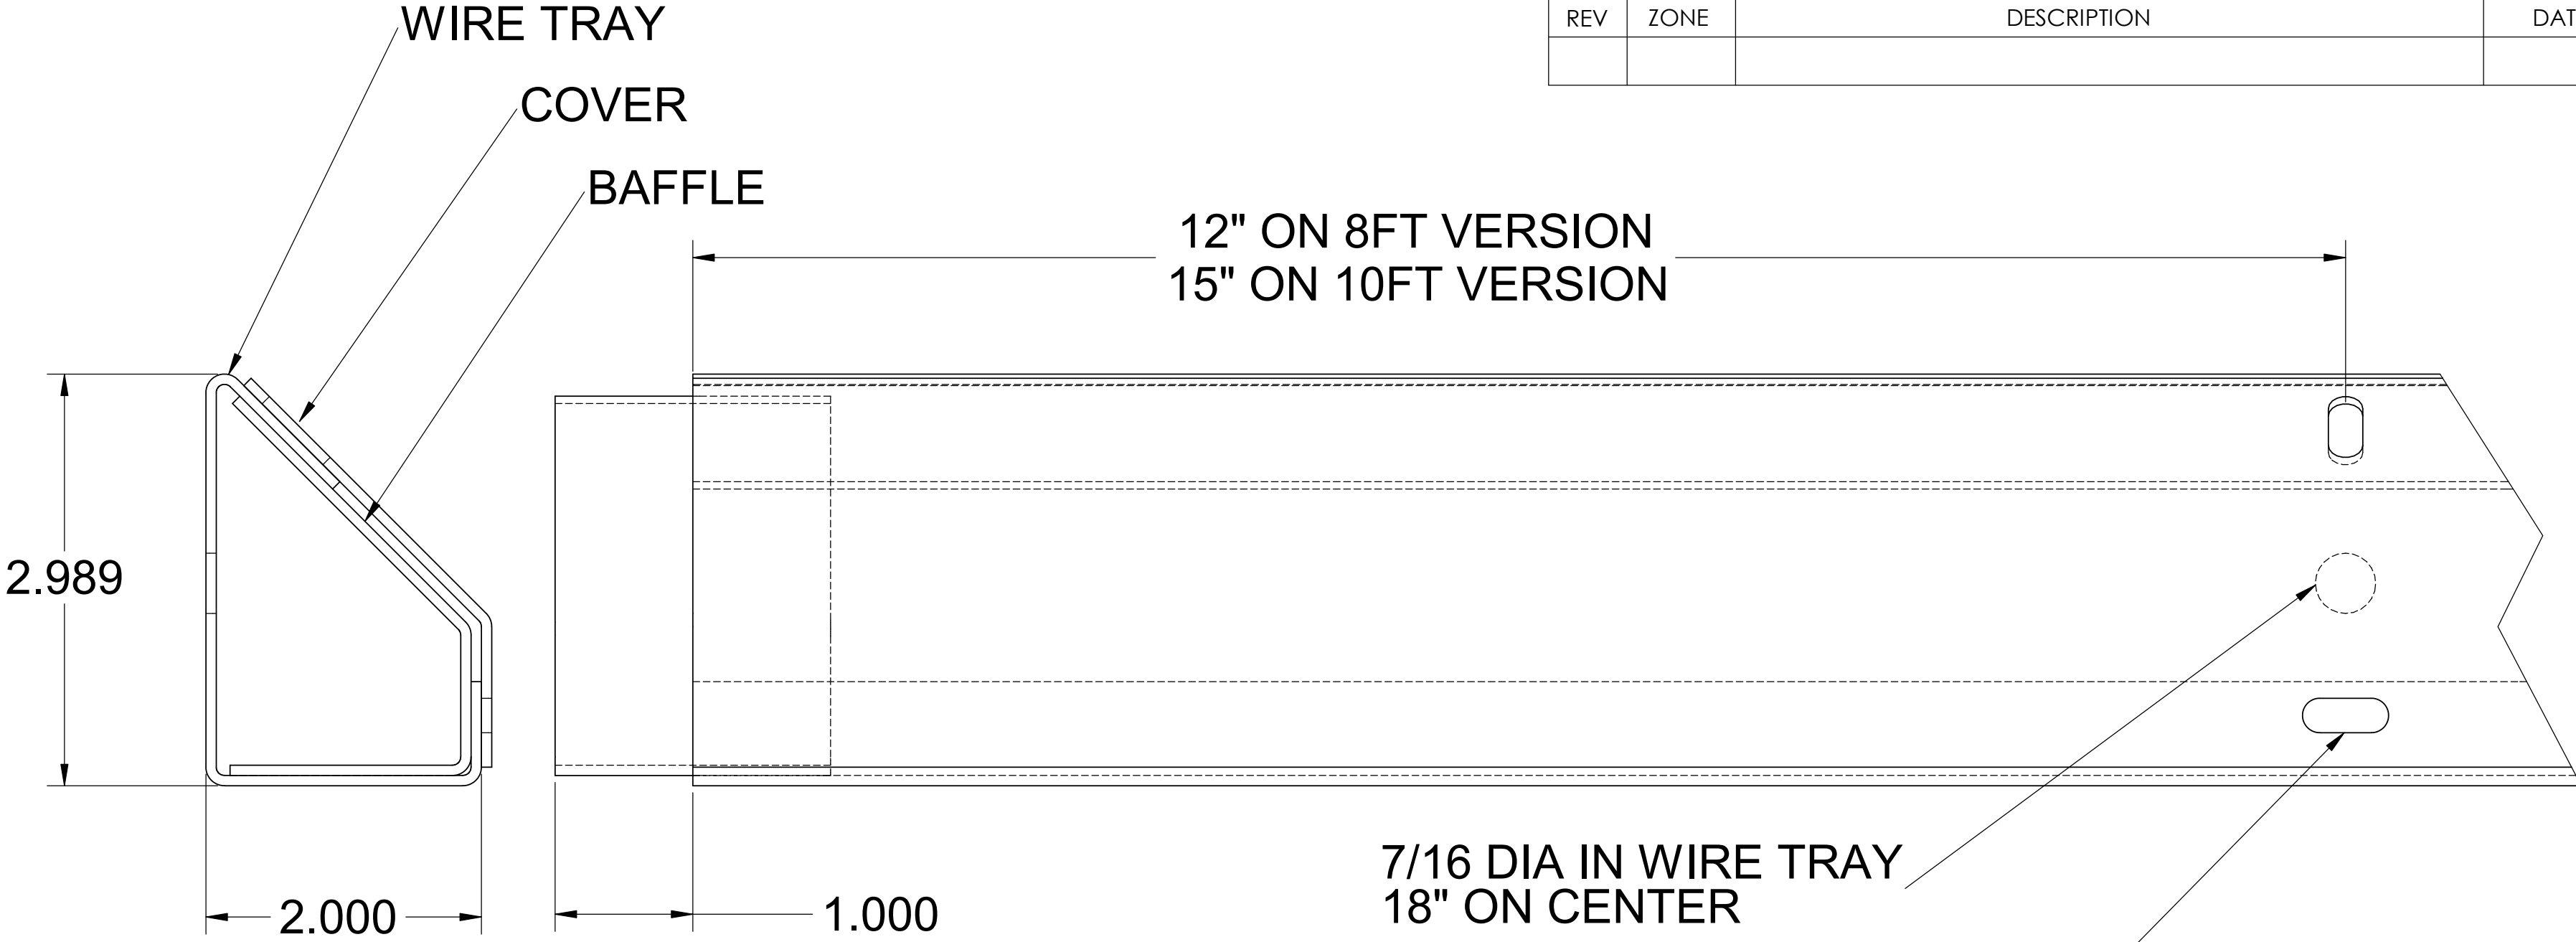 WIRE TRAY
REV ZONE DESCRIPTION
COVER
BAFFLE
12" ON 8FT VERSION
15" ON 10FT VERSION
2.989
7/16 DIA IN WIRE TRAY
18" ON CENTER
2.000
1.000